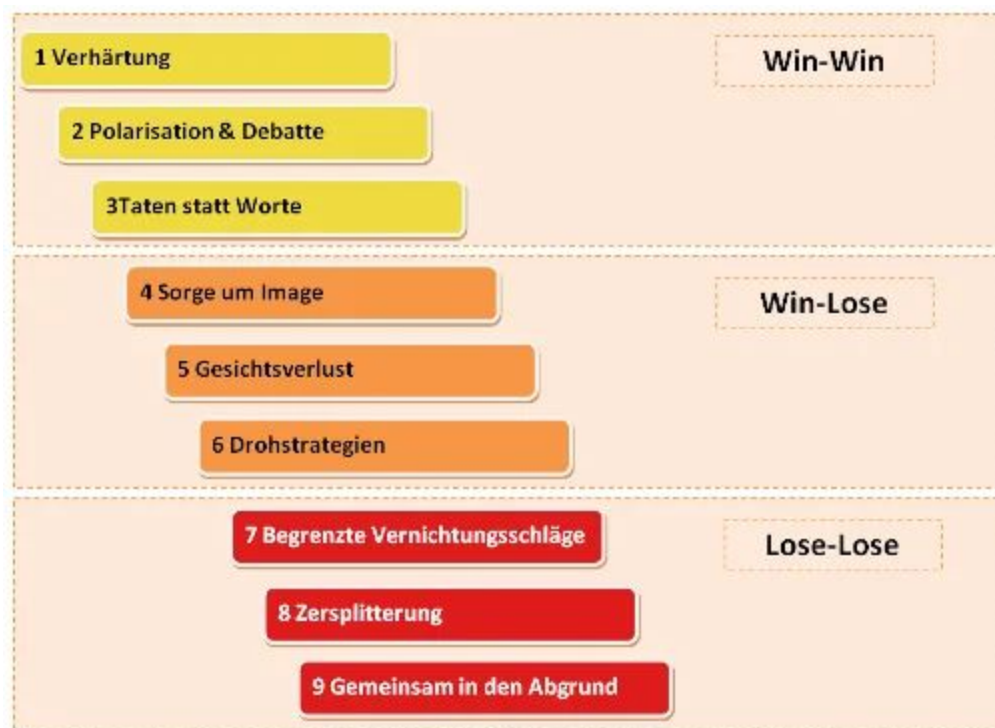 1 Verhärtung
Win-Win
2 Polarisation & Debatte
3Taten statt Worte
4 Sorge um Image
Win-Lose
5 Gesichtsverlust
6 Drohstrategien
7 Begrenzte Vernichtungsschläge
Lose-Lose
8 Zersplitterung
9 Gemeinsam in den Abgrund